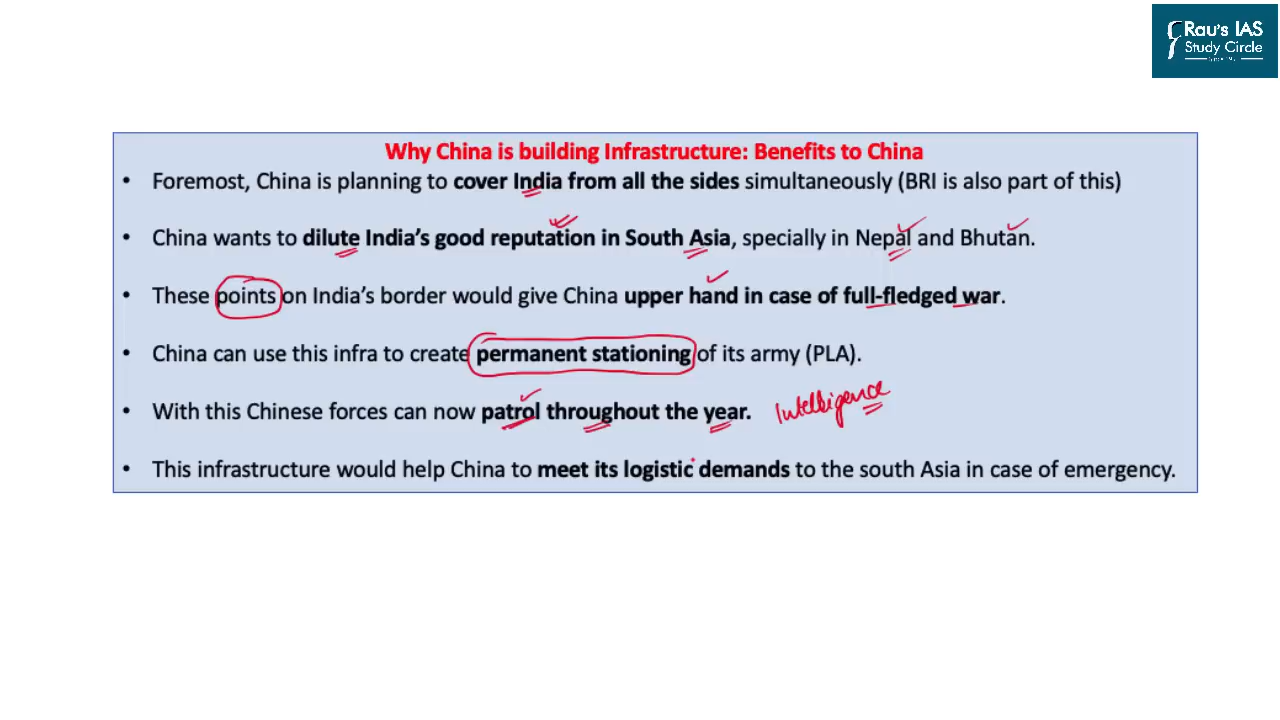 Rau's IAS
Study Circle
Why China is building Infrastructure: Benefits to China
• Foremost, China is planning to cover India from all the sides simultaneously (BRI is also part of this)
• China wants to dilute India's good reputation in South Asia, specially in Nepal and Bhutan.
• These points on India's border would give China upper hand in case of full-fledged war.
• China can use this infra to create permanent stationing of its army (PLA).
• With this Chinese forces can now patrol throughout the year. Intelligence
• This infrastructure would help China to meet its logistic demands to the south Asia in case of emergency.